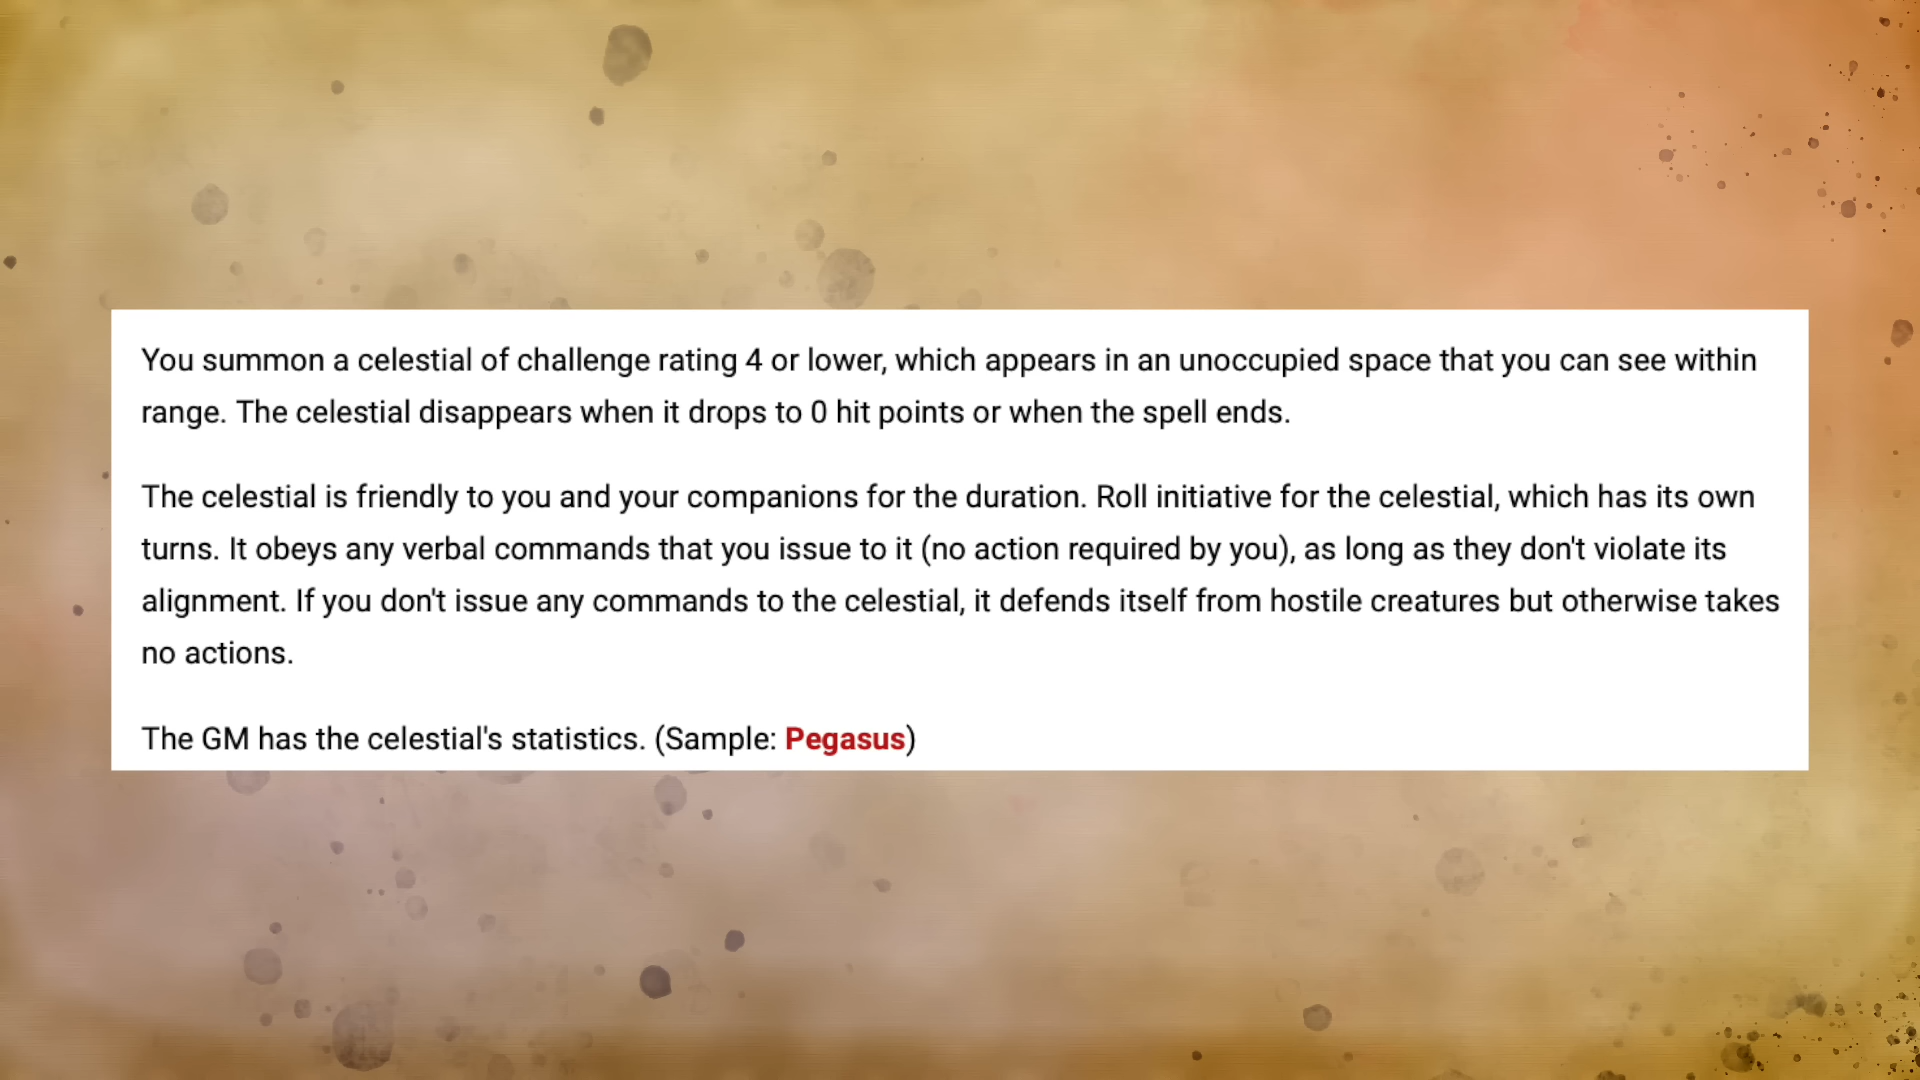 You summon a celestial of challenge rating 4 or lower, which appears in an unoccupied space that you can see within
range. The celestial disappears when it drops to 0 hit points or when the spell ends.
The celestial is friendly to you and your companions for the duration. Roll initiative for the celestial, which has its own
turns. It obeys any verbal commands that you issue to it (no action required by you), as long as they don't violate its
alignment. If you don't issue any commands to the celestial, it defends itself from hostile creatures but otherwise takes
no actions.
The GM has the celestial's statistics. (Sample: Pegasus)